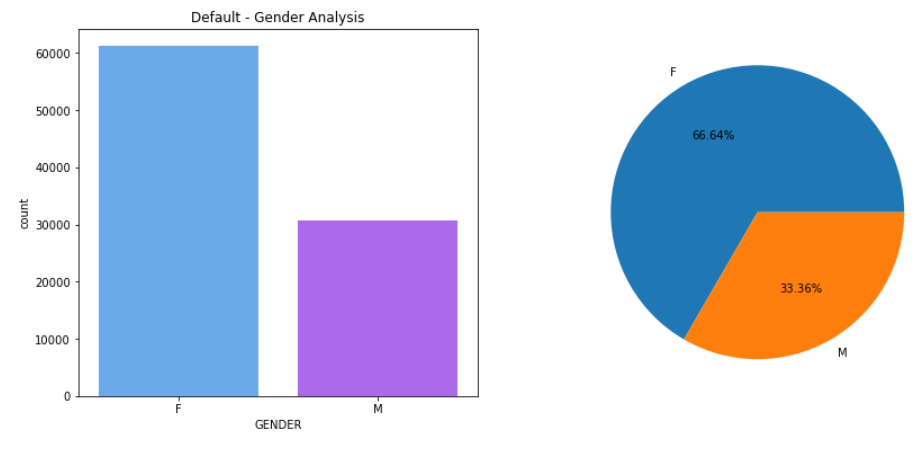 Default - Gender Analysis
60000
50000
40000
30000
20000
10000
0
count
F
M
GENDER
F
66.64%
33.36%
M